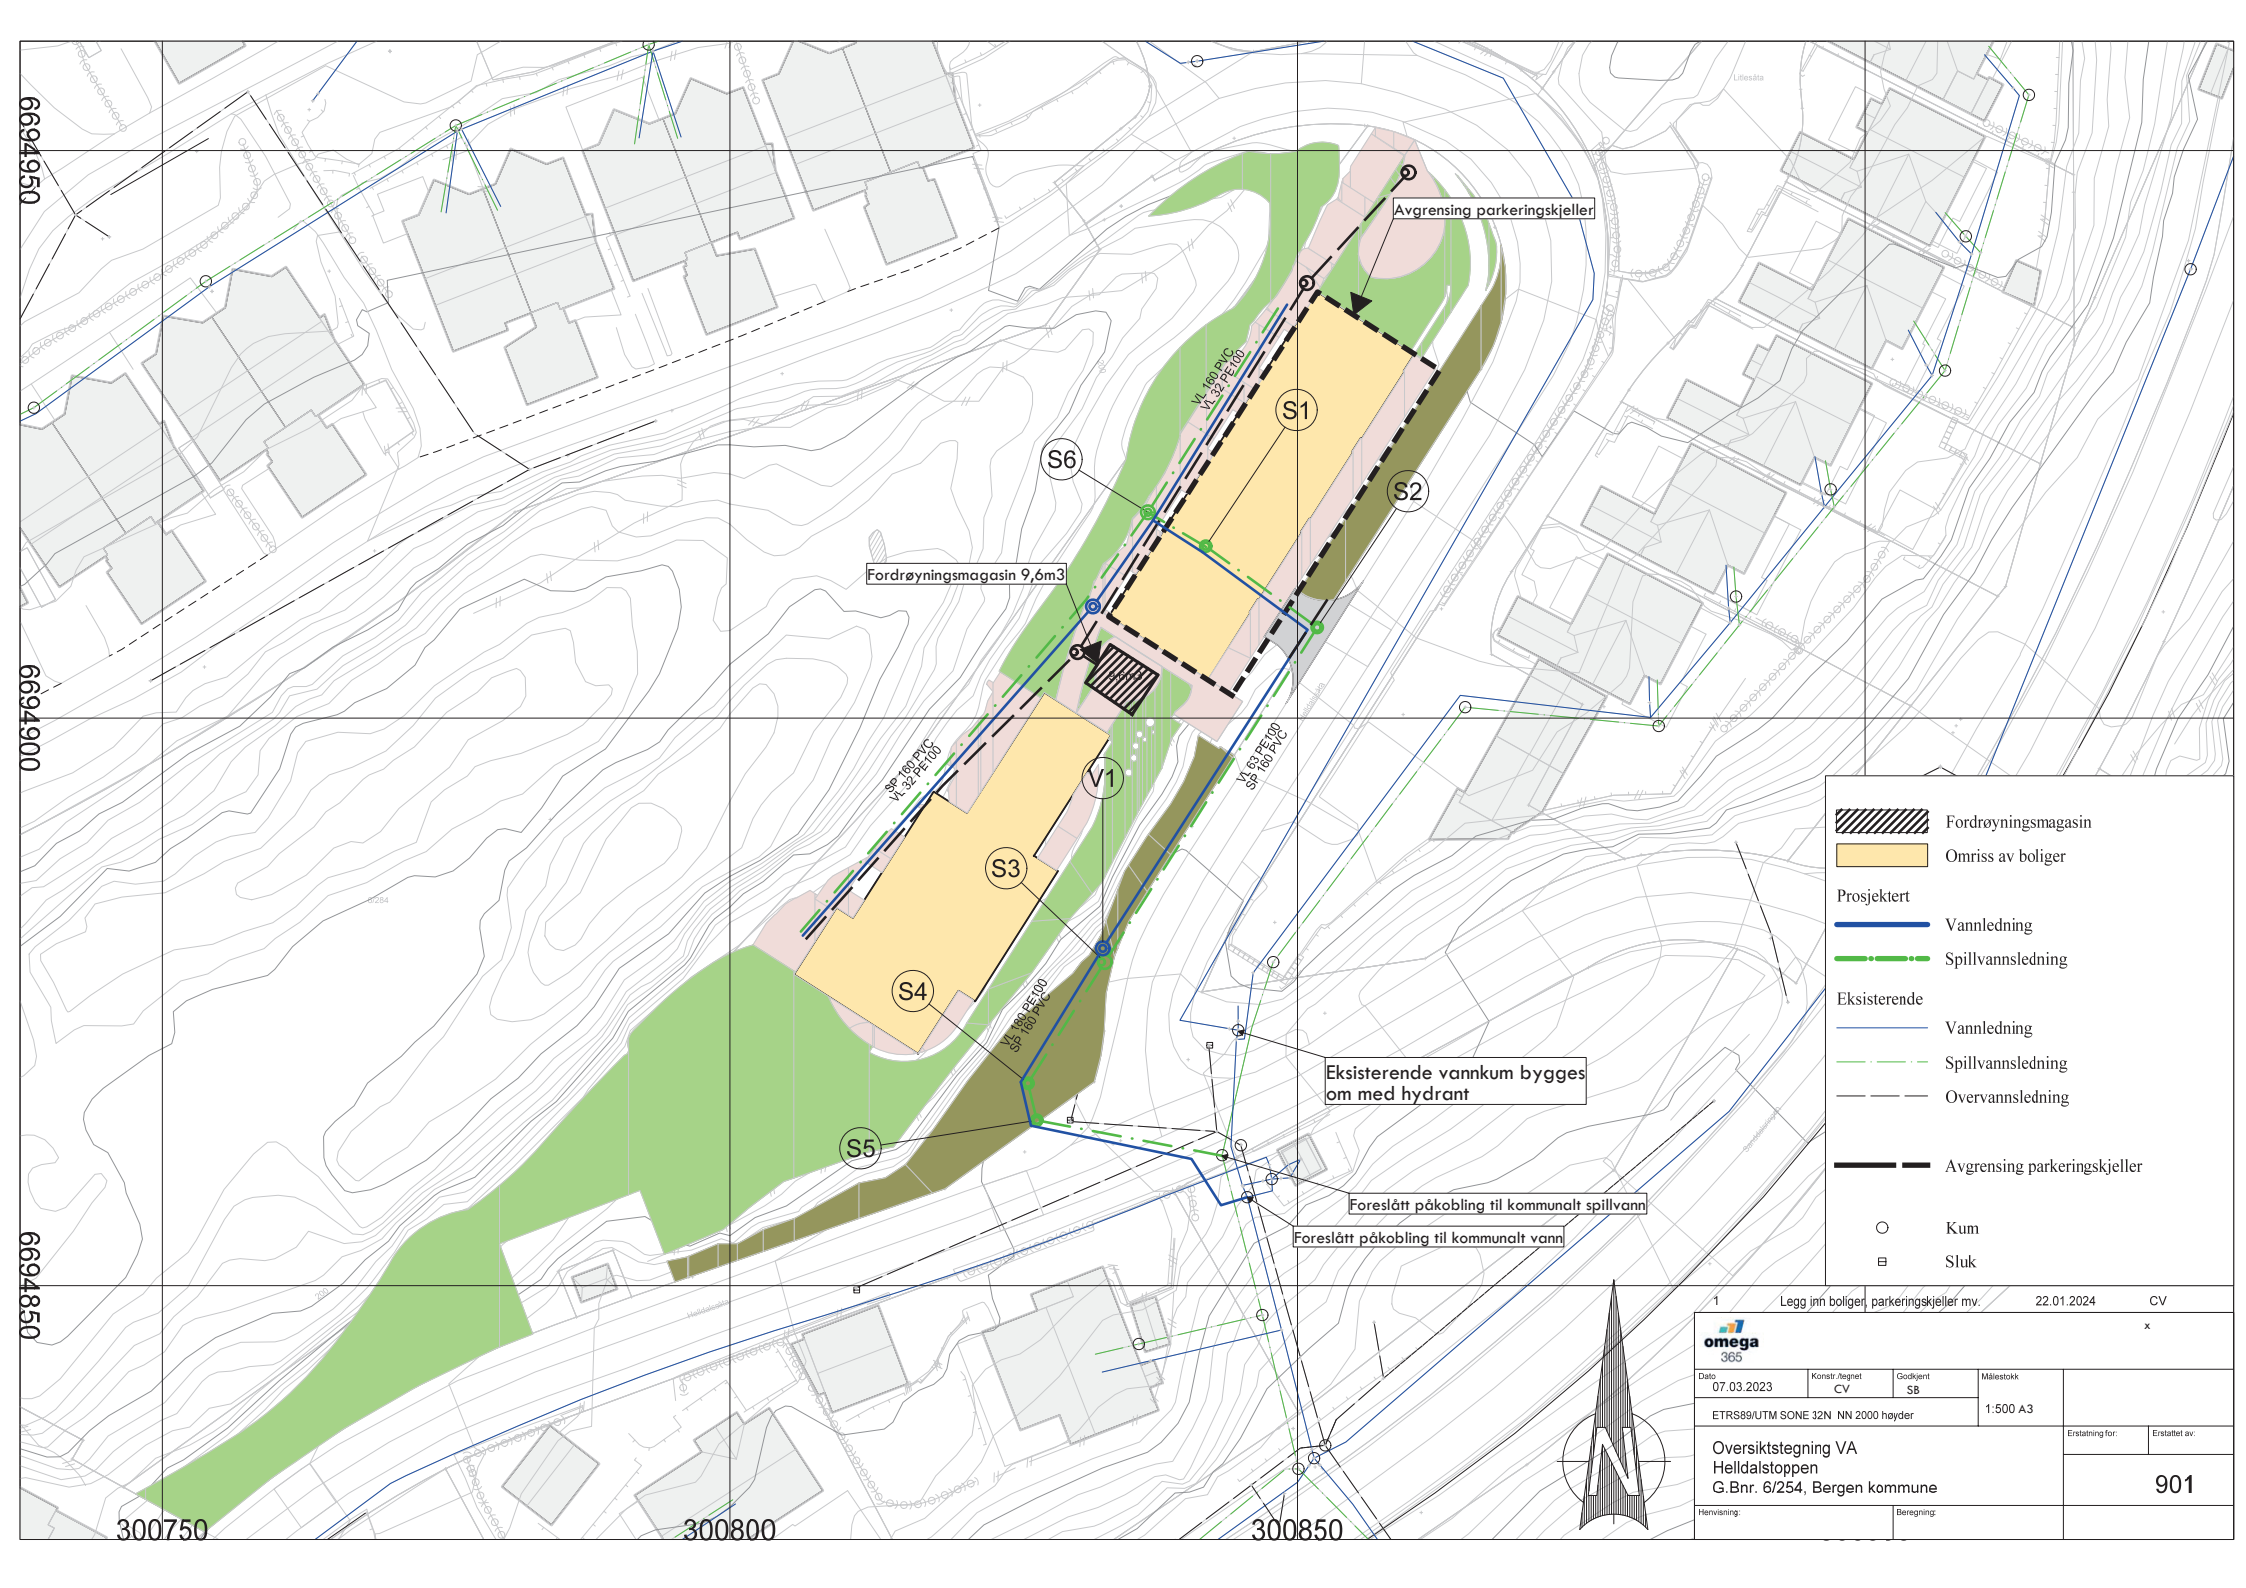 Litlesåta
6694950
Avgrensing parkeringskjeller
200
VL 160 PVC
VL 32 PE100
S1
S6
S2
Fordrøyningsmagasin 9,6m3
6694900
SP 160 PVC
VL 32 PE100
VL 63 PE100
SP 160 PVC
V1
S3
6/284
S4
VL 180 PE100
SP 160 PVC
Eksisterende vannkum bygges
om med hydrant
S5
Foreslått påkobling til kommunalt spillvann
Foreslått påkobling til kommunalt vann
6694850
200
Fordrøyningsmagasin
Omriss av boliger
Prosjektert
Vannledning
Spillvannsledning
Eksisterende
Vannledning
Spillvannsledning
Overvannsledning
Avgrensing parkeringskjeller
Kum
Sluk
1 Legg inn boliger, parkeringskjeller mv. 22.01.2024 CV
x
omega
365
Dato
07.03.2023
Konstr./tegnet
CV
Godkjent
SB
Målestokk
1:500 A3
ETRS89/UTM SONE 32N NN 2000 høyder
Oversiktstegning VA
Helldalstoppen
G.Bnr. 6/254, Bergen kommune
Erstatning for:
Erstattet av:
901
Henvisning:
Beregning:
N
300750
300800
300850